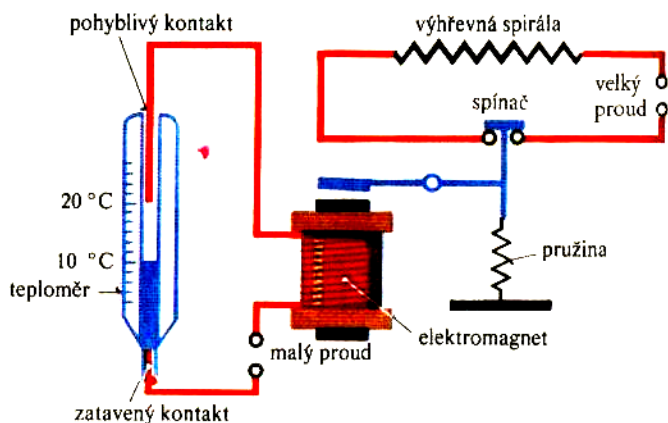 pohyblivý kontakt
výhřevná spirála
velký
proud
spínač
20 °C
10 °C
teploměr
pružina
elektromagnet
malý proud
zatavený kontakt